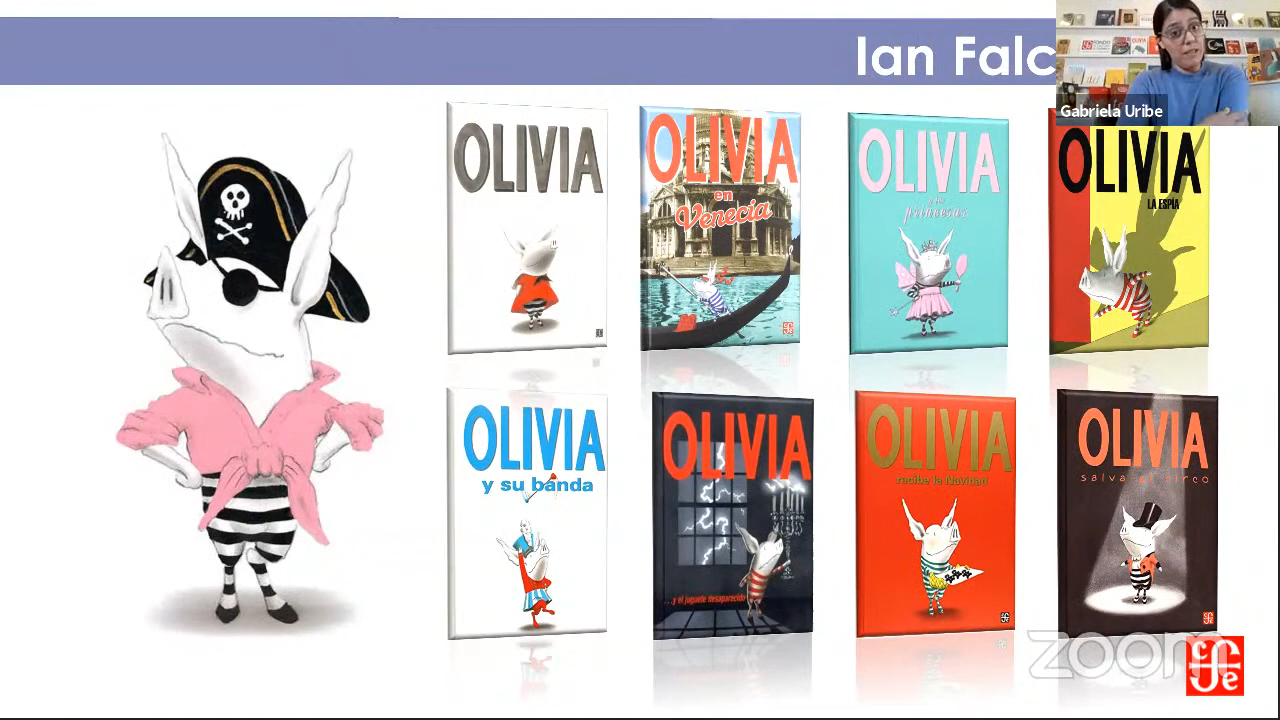 Ian Falc
Gabriela Uribe
OLIVIA
OLIVIA
en
Venecia
OLIVIA
y las
princesas
OLIVIA
LA ESPÍA
OLIVIA
y su banda
OLIVIA
...y el juguete desaparecido
OLIVIA
recibe la Navidad
OLIVIA
salva el circo
zoom